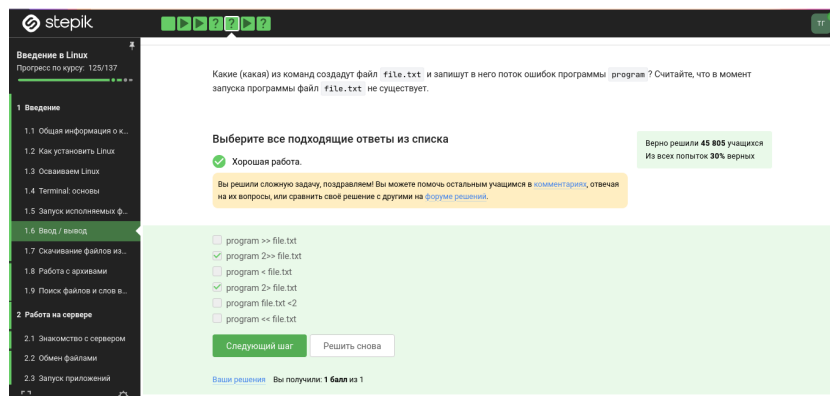 stepik
ТГ
Введение в Linux
Прогресс по курсу: 125/137
1 Введение
1.1 Общая информация о к...
1.2 Как установить Linux
1.3 Осваиваем Linux
1.4 Terminal: основы
1.5 Запуск исполняемых ф...
1.6 Ввод / вывод
1.7 Скачивание файлов из...
1.8 Работа с архивами
1.9 Поиск файлов и слов в...
2 Работа на сервере
2.1 Знакомство с сервером
2.2 Обмен файлами
2.3 Запуск приложений
Какие (какая) из команд создадут файл file.txt и запишут в него поток ошибок программы program ? Считайте, что в момент
запуска программы файл file.txt не существует.
Выберите все подходящие ответы из списка
Хорошая работа.
Верно решили 45 805 учащихся
Из всех попыток 30% верных
Вы решили сложную задачу, поздравляем! Вы можете помочь остальным учащимся в комментариях, отвечая
на их вопросы, или сравнить своё решение с другими на форуме решений.
program >> file.txt
program 2>> file.txt
program < file.txt
program 2> file.txt
program file.txt <2
program << file.txt
Следующий шаг
Решить снова
Ваши решения Вы получили: 1 балл из 1